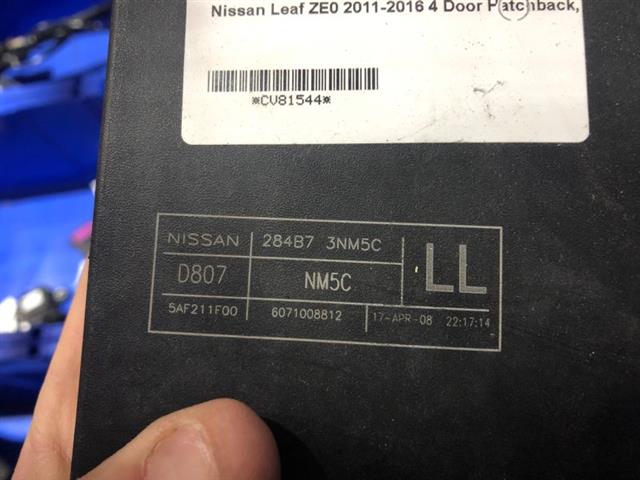 Nissan Leaf ZE0 2011-2016 4 Door Patchback,
*CV81544*
NISSAN 284B7 3NM5C
LL
D807 NM5C
5AF211F00 6071008812 17-APR-08 22:17:14